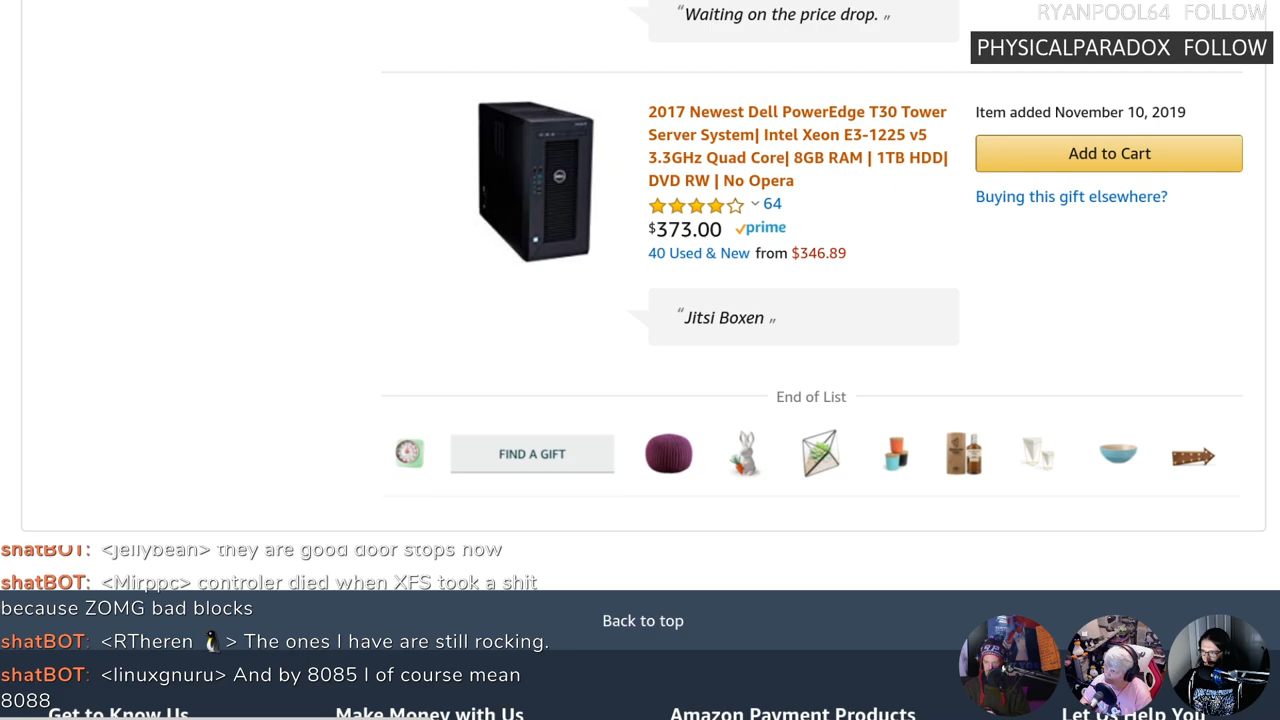 “Waiting on the price drop. „
RYANPOOL64 FOLLOW
PHYSICALPARADOX FOLLOW
2017 Newest Dell PowerEdge T30 Tower
Server System| Intel Xeon E3-1225 v5
3.3GHz Quad Core| 8GB RAM | 1TB HDD|
DVD RW | No Opera
64
$373.00 prime
40 Used & New from $346.89
Item added November 10, 2019
Add to Cart
Buying this gift elsewhere?
“Jitsi Boxen „
End of List
FIND A GIFT
shatBOT: <jellybean> they are good door stops now
shatBOT: <Mirppc> controler died when XFS took a shit
because ZOMG bad blocks
shatBOT: <RTheren 🐧 > The ones I have are still rocking.
shatBOT: <linuxgnuru> And by 8085 I of course mean
8088
Back to top
Get to Know Us
Make Money with Us
Amazon Payment Products
Let Us Help You